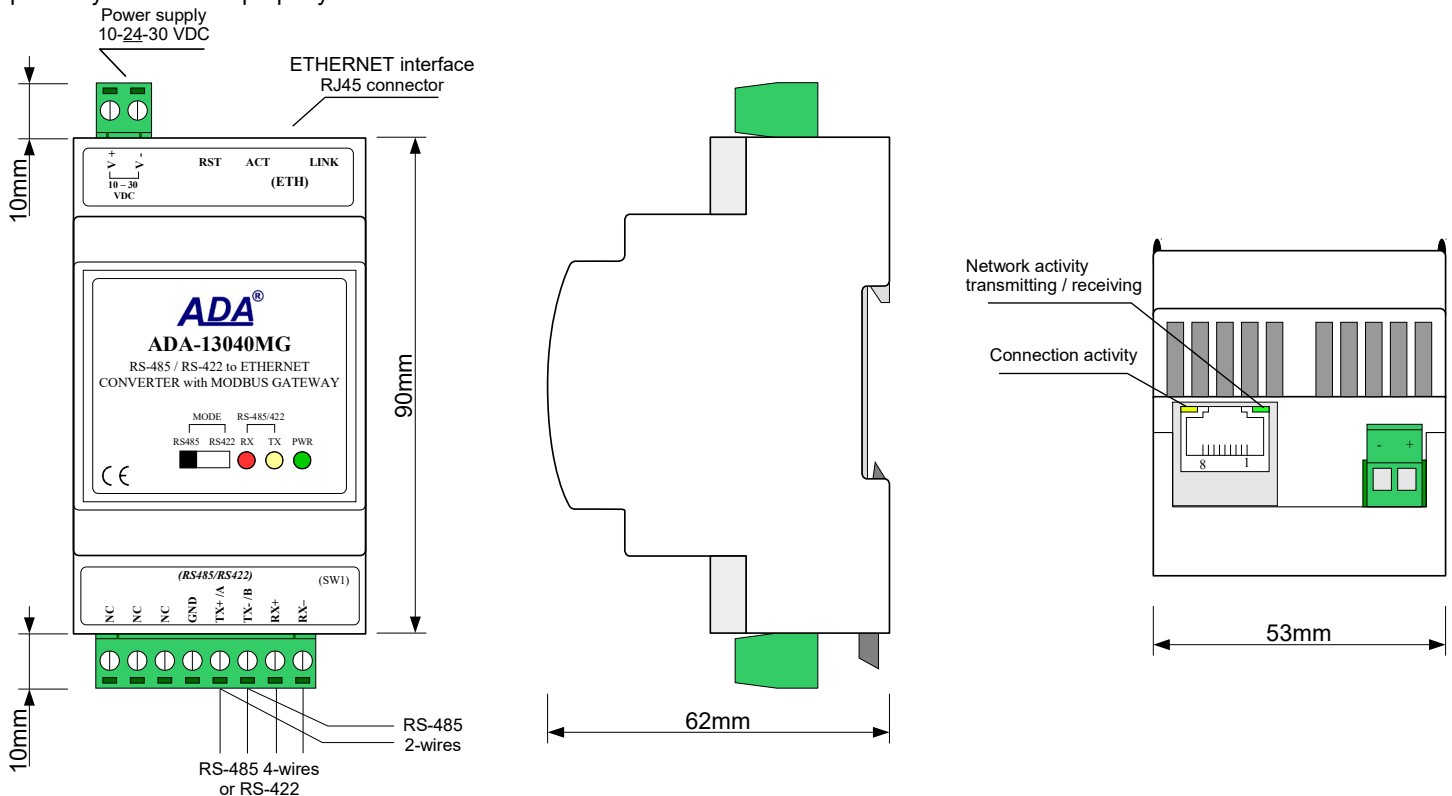 Power supply
10-24-30 VDC
ETHERNET interface
RJ45 connector
10mm
V +
V -
10 – 30
VDC
RST ACT LINK
(ETH)
ADA®
ADA-13040MG
RS-485 / RS-422 to ETHERNET
CONVERTER with MODBUS GATEWAY
MODE RS-485/422
RS485 RS422 RX TX PWR
CE
90mm
(RS485/RS422)
(SW1)
NC
NC
NC
GND
TX+ /A
TX- /B
RX+
RX–
10mm
RS-485
2-wires
RS-485 4-wires
or RS-422
62mm
Network activity
transmitting / receiving
Connection activity
8 1
- +
53mm